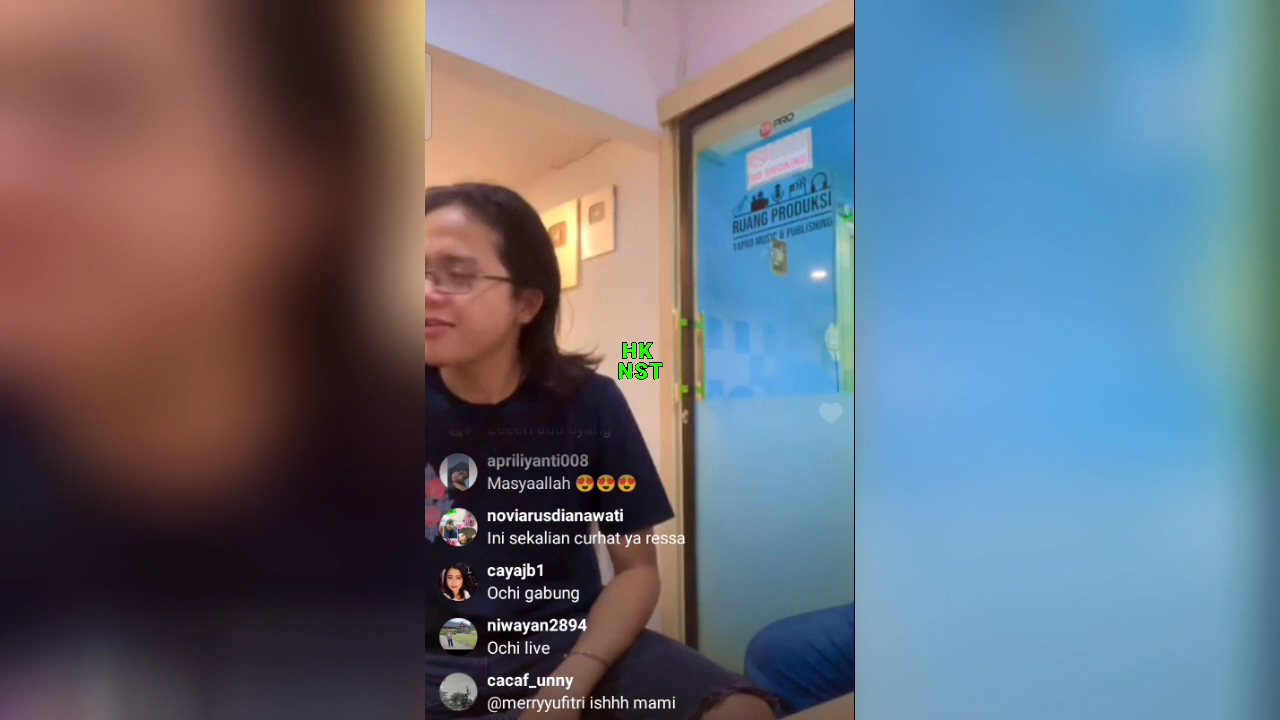 PRO
NO SMOKING
RUANG PRODUKSI
1KPRO MUSIC & PUBLISHING
HK
NST
apriliyanti008
Masyaallah 😍😍😍
noviarusdianawati
Ini sekalian curhat ya ressa
cayajb1
Ochi gabung
niwayan2894
Ochi live
cacaf_unny
@merryyufitri ishhh mami